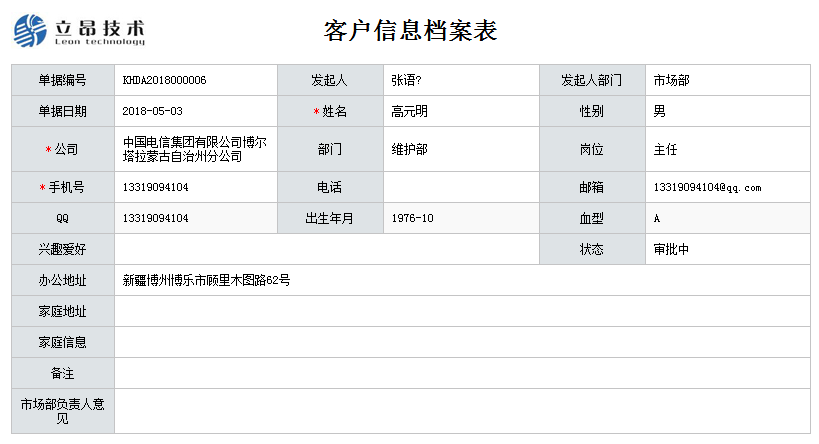 立昂技术
Leon technology
客户信息档案表
单据编号 KHDA2018000006 发起人 张语? 发起人部门 市场部
单据日期 2018-05-03 *姓名 高元明 性别 男
*公司 中国电信集团有限公司博尔
塔拉蒙古自治州分公司 部门 维护部 岗位 主任
*手机号 13319094104 电话 邮箱 13319094104@qq.com
QQ 13319094104 出生年月 1976-10 血型 A
兴趣爱好 状态 审批中
办公地址 新疆博州博乐市顾里木图路62号
家庭地址
家庭信息
备注
市场部负责人意
见